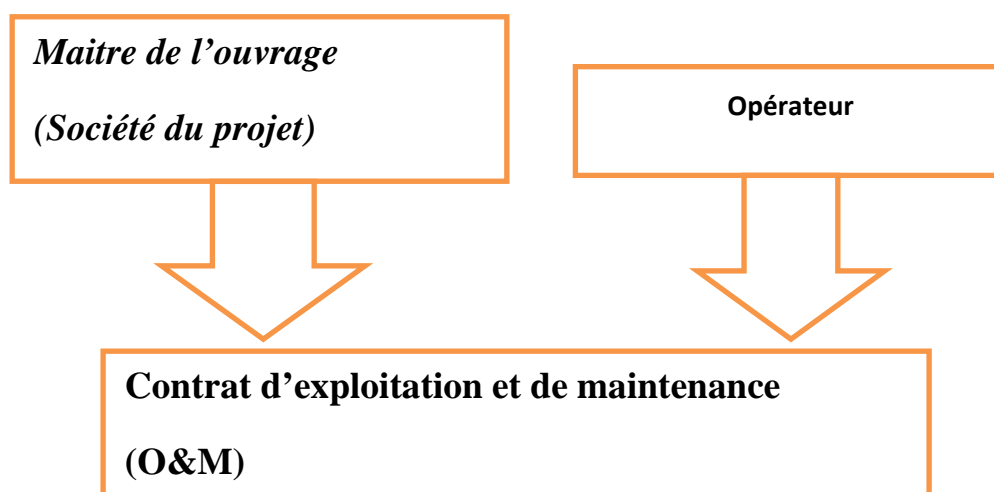 Maitre de l’ouvrage
(Société du projet)
Opérateur
Contrat d’exploitation et de maintenance
(O&M)